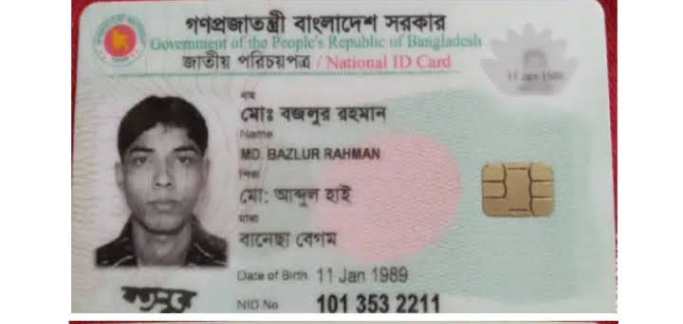 গণপ্রজাতন্ত্রী বাংলাদেশ সরকার
Government of the People's Republic of Bangladesh
জাতীয় পরিচয়পত্র / National ID Card
11 Jan 1989
নাম
মোঃ বজলুর রহমান
Name
MD. BAZLUR RAHMAN
পিতা
মো: আব্দুল হাই
মাতা
বানেছা বেগম
Date of Birth 11 Jan 1989
NID No 101 353 2211